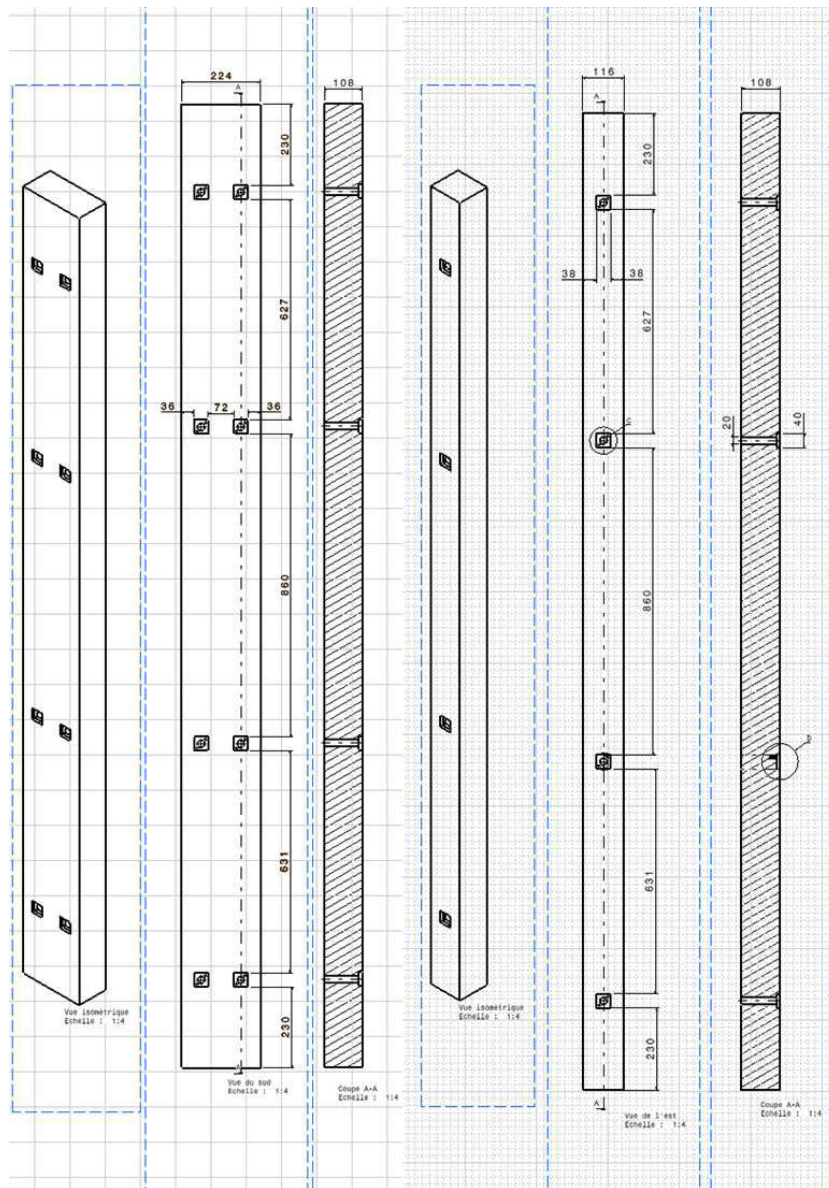 224
A
108
230
627
36
72
36
860
631
230
A
Vue isométrique
Echelle : 1:4
Vue du sud
Echelle : 1:4
Coupe A-A
Echelle : 1:4
116
A
108
230
38
38
627
20
40
860
631
230
A
Vue isométrique
Echelle : 1:4
Vue de l'est
Echelle : 1:4
Coupe A-A
Echelle : 1:4